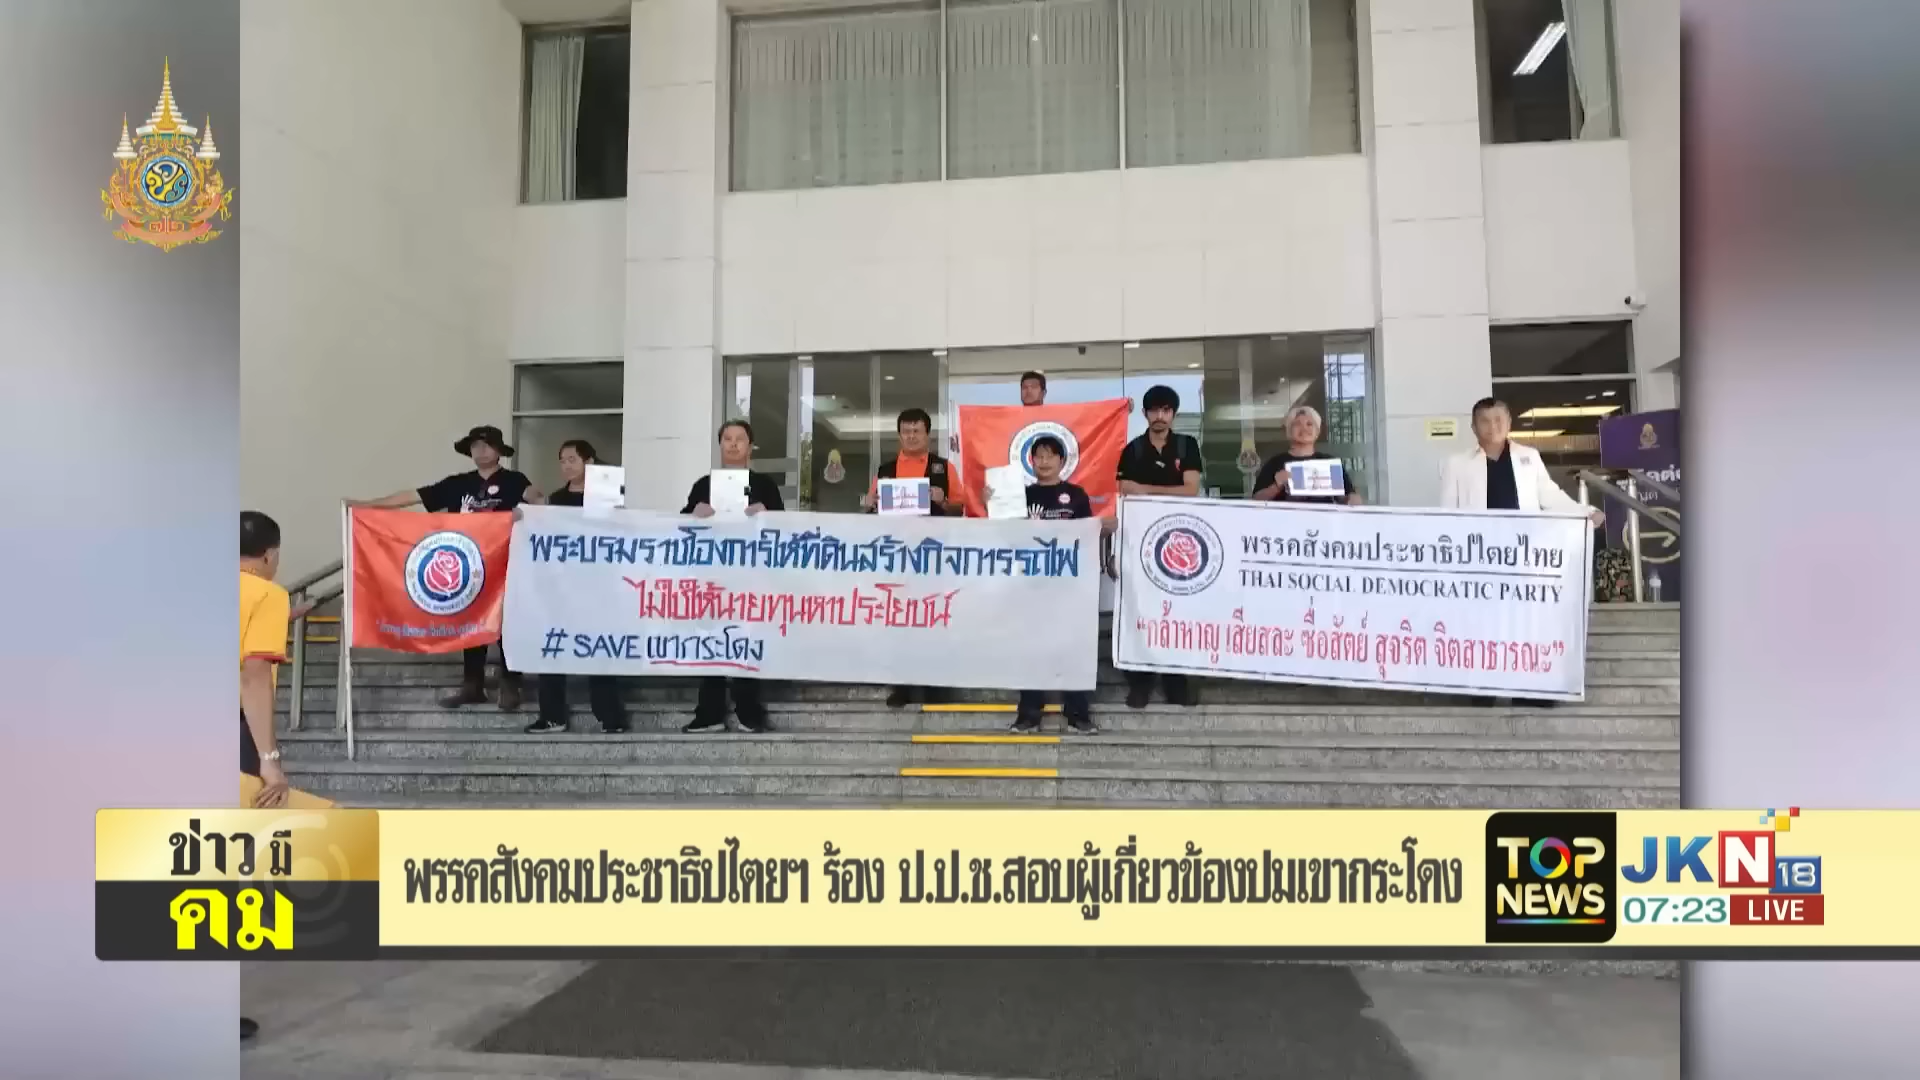 พระบรมราชโองการให้ที่ดินสร้างกิจการรถไฟ
ไม่ใช่ให้นายทุนหาประโยชน์
# SAVE เขากระโดง
พรรคสังคมประชาธิปไตยไทย
THAI SOCIAL DEMOCRATIC PARTY
“กล้าหาญ เสียสละ ซื่อสัตย์ สุจริต จิตสาธารณะ”
ข่าวมี
คม
พรรคสังคมประชาธิปไตยฯ ร้อง ป.ป.ช.สอบผู้เกี่ยวข้องปมเขากระโดง
TOP
NEWS
JKN
18
07:23
LIVE